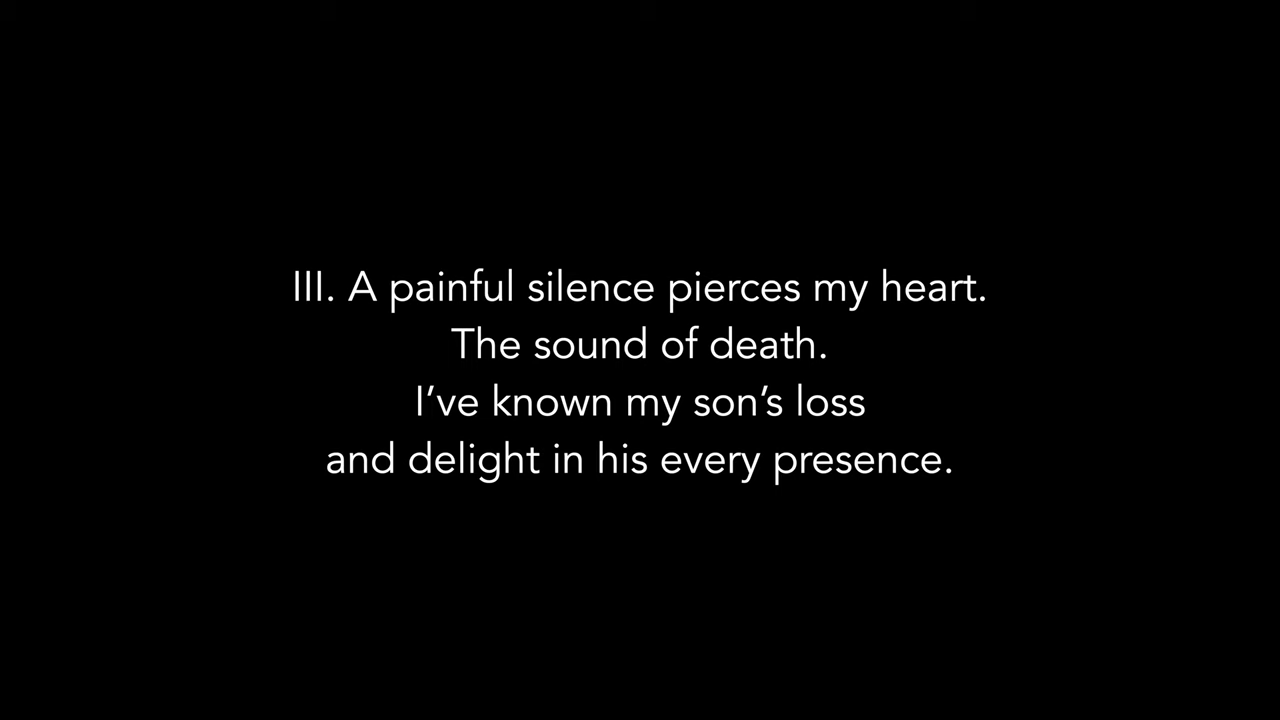 III. A painful silence pierces my heart.
The sound of death.
I’ve known my son’s loss
and delight in his every presence.